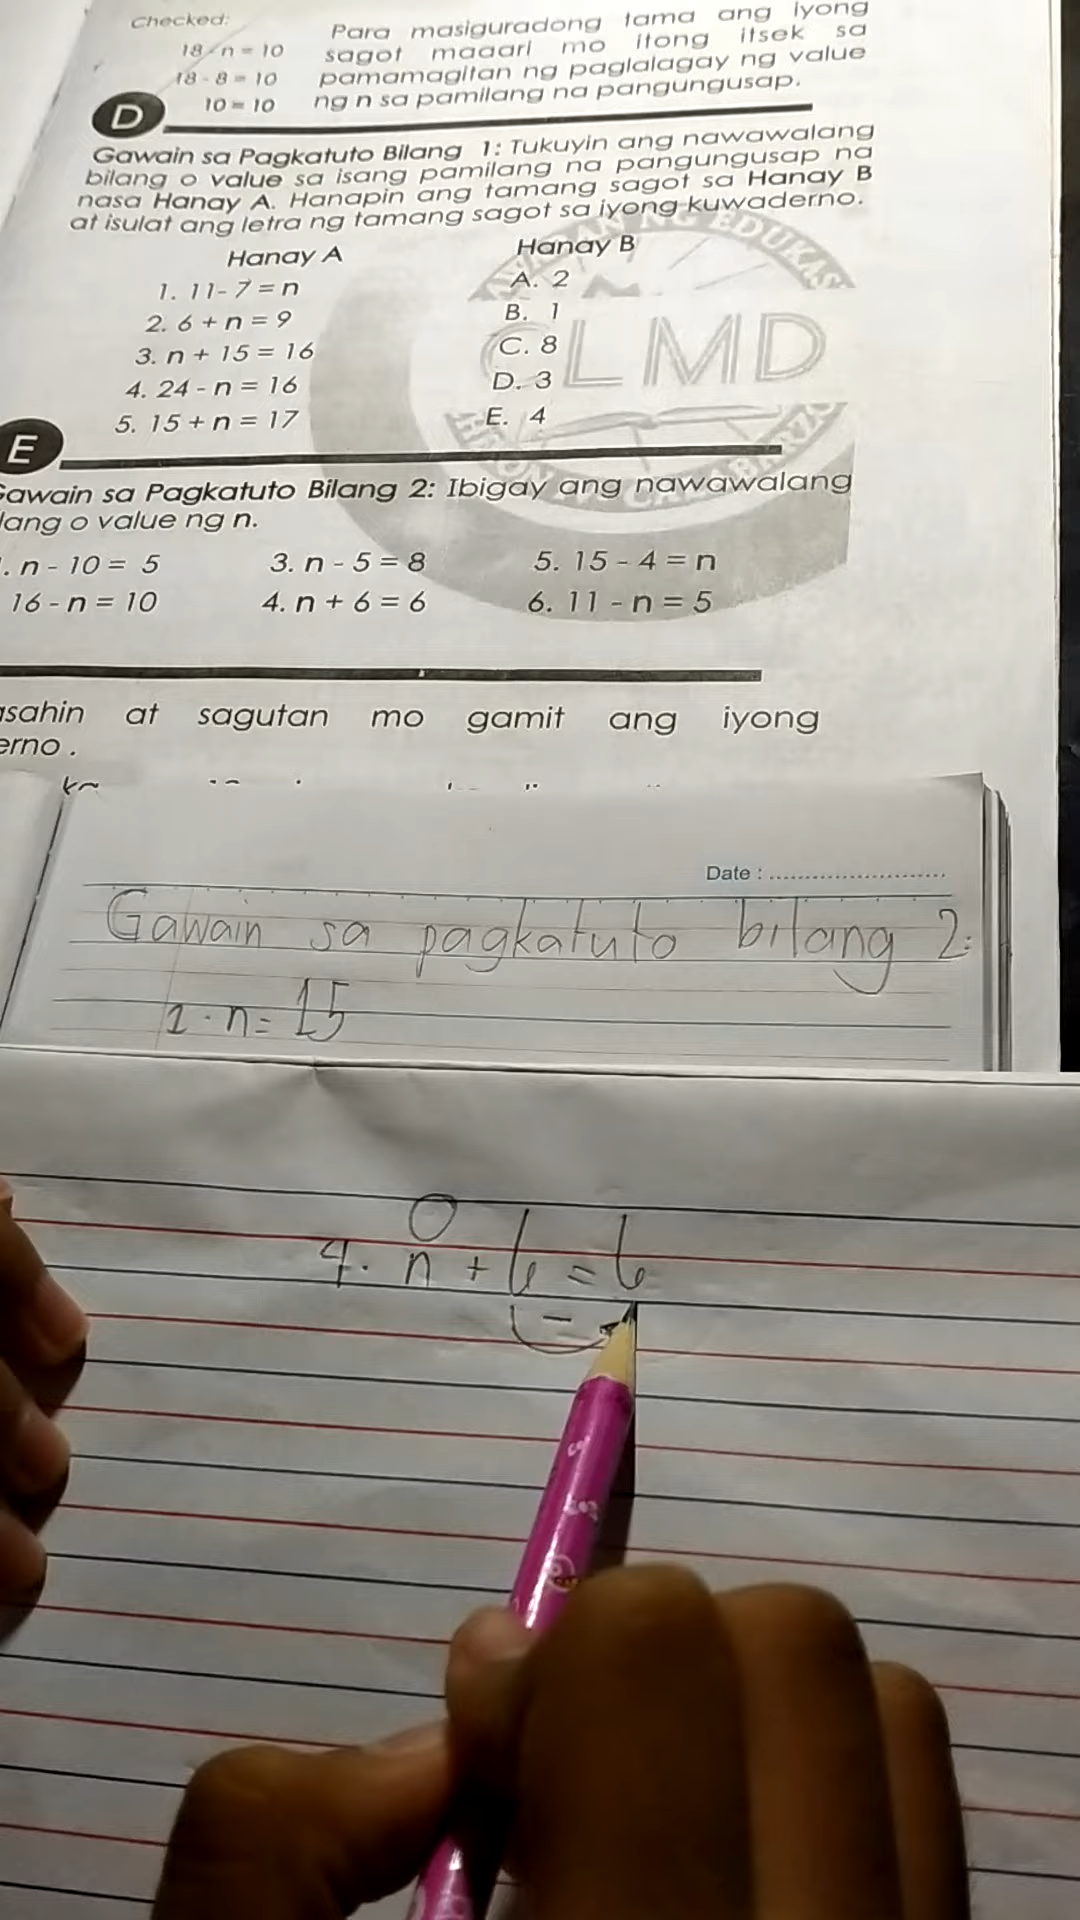 Checked:
Para masiguradong tama ang iyong
18 - n = 10
sagot maaari mo itong itsek sa
18 - 8 = 10
pamamagitan ng paglalagay ng value
10 = 10
ng n sa pamilang na pangungusap.
D
Gawain sa Pagkatuto Bilang 1: Tukuyin ang nawawalang
bilang o value sa isang pamilang na pangungusap na
nasa Hanay A. Hanapin ang tamang sagot sa Hanay B
at isulat ang letra ng tamang sagot sa iyong kuwaderno.
Hanay A
Hanay B
1. 11- 7 = n
A. 2
2. 6 + n = 9
B. 1
3. n + 15 = 16
C. 8
4. 24 - n = 16
D. 3
5. 15 + n = 17
E. 4
CLMD
E
Gawain sa Pagkatuto Bilang 2: Ibigay ang nawawalang
lang o value ng n.
. n - 10 = 5
3. n - 5 = 8
5. 15 - 4 = n
16 - n = 10
4. n + 6 = 6
6. 11 - n = 5
asahin at sagutan mo gamit ang iyong
erno .
Date :
Gawain sa pagkatuto bilang 2:
1. n = 15
0
4. n + 6 = 6
-